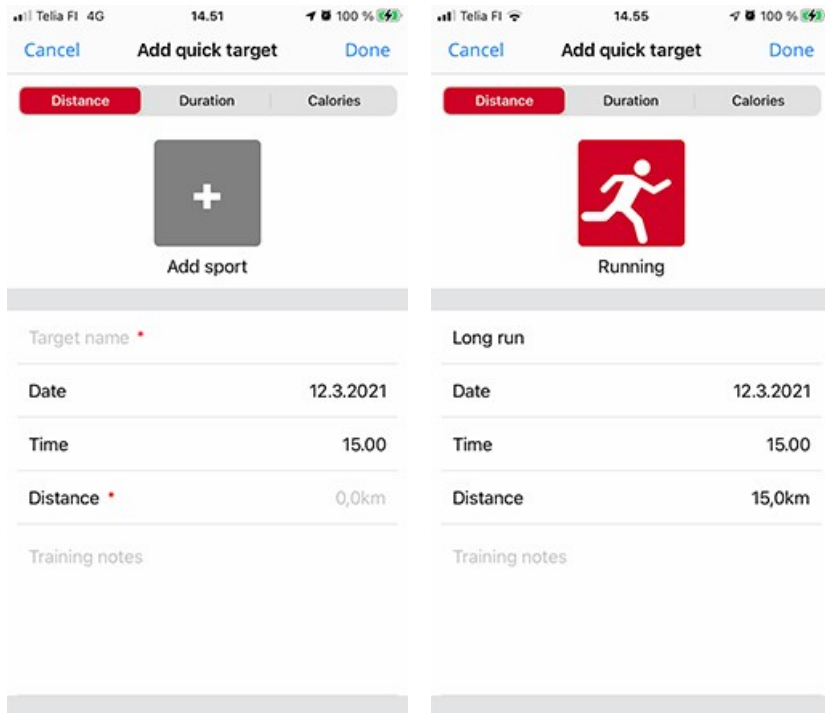 Telia FI 4G 14.51 100 %
Cancel Add quick target Done
Distance Duration Calories
+
Add sport
Target name *
Date 12.3.2021
Time 15.00
Distance * 0,0km
Training notes
Telia FI 14.55 100 %
Cancel Add quick target Done
Distance Duration Calories
Running
Long run
Date 12.3.2021
Time 15.00
Distance 15,0km
Training notes